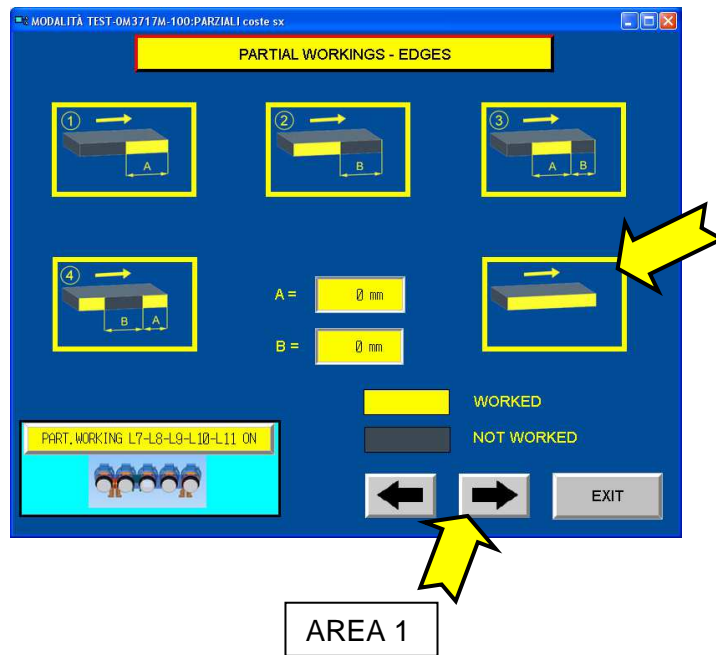 MODALITÀ TEST-OM3717M-100:PARZIALI coste sx
PARTIAL WORKINGS - EDGES
1
A
2
B
3
A B
4
B A
A = 0 mm
B = 0 mm
WORKED
NOT WORKED
PART. WORKING L7-L8-L9-L10-L11 ON
EXIT
AREA 1